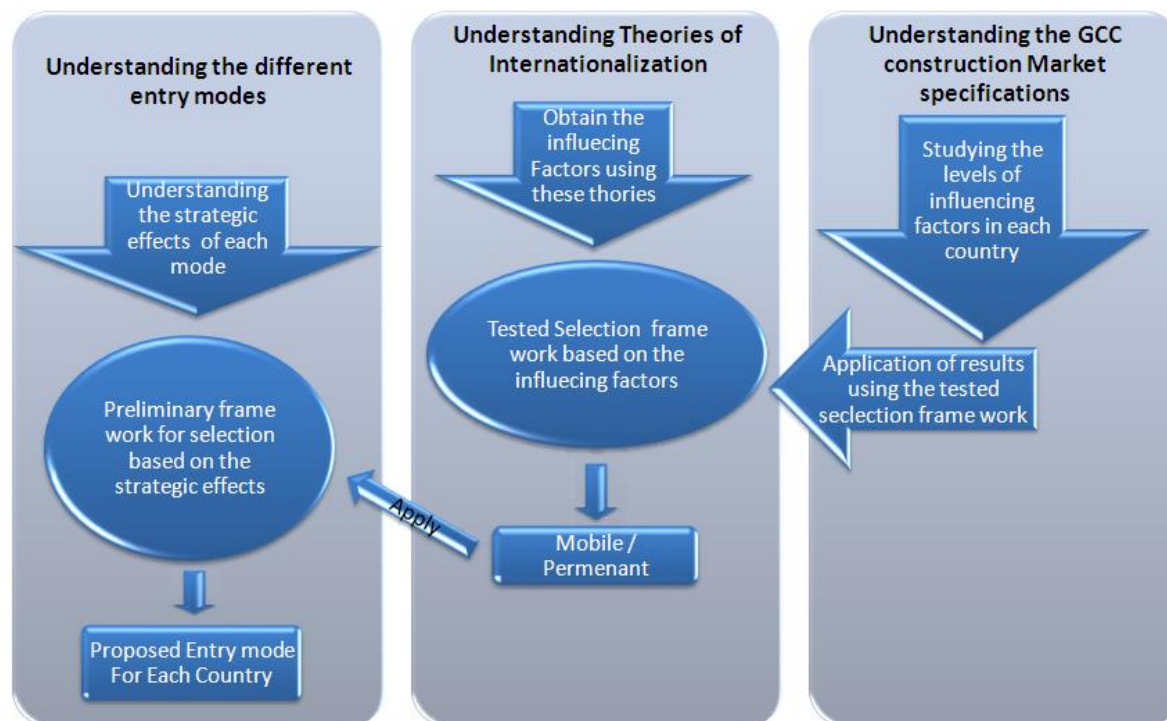 Understanding the different
entry modes
Understanding
the strategic
effects of each
mode
Preliminary frame
work for selection
based on the
strategic effects
Proposed Entry mode
For Each Country
Understanding Theories of
Internationalization
Obtain the
influecing
Factors using
these thories
Tested Selection frame
work based on the
influecing factors
Apply
Mobile /
Permenant
Understanding the GCC
construction Market
specifications
Studying the
levels of
influencing
factors in each
country
Application of results
using the tested
seclection frame work